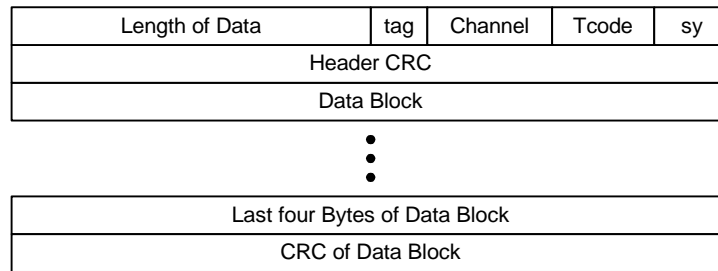 Length of Data tag Channel Tcode sy
Header CRC
Data Block
Last four Bytes of Data Block
CRC of Data Block